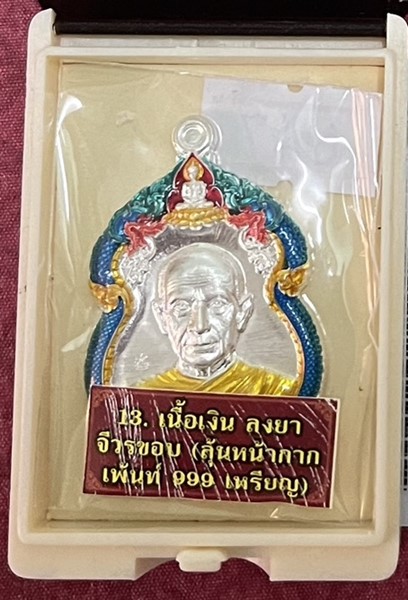 13. เนื้อเงิน ลงยา
จีวรขอบ (ลุ้นหน้ากาก
เพ้นท์ 999 เหรียญ)